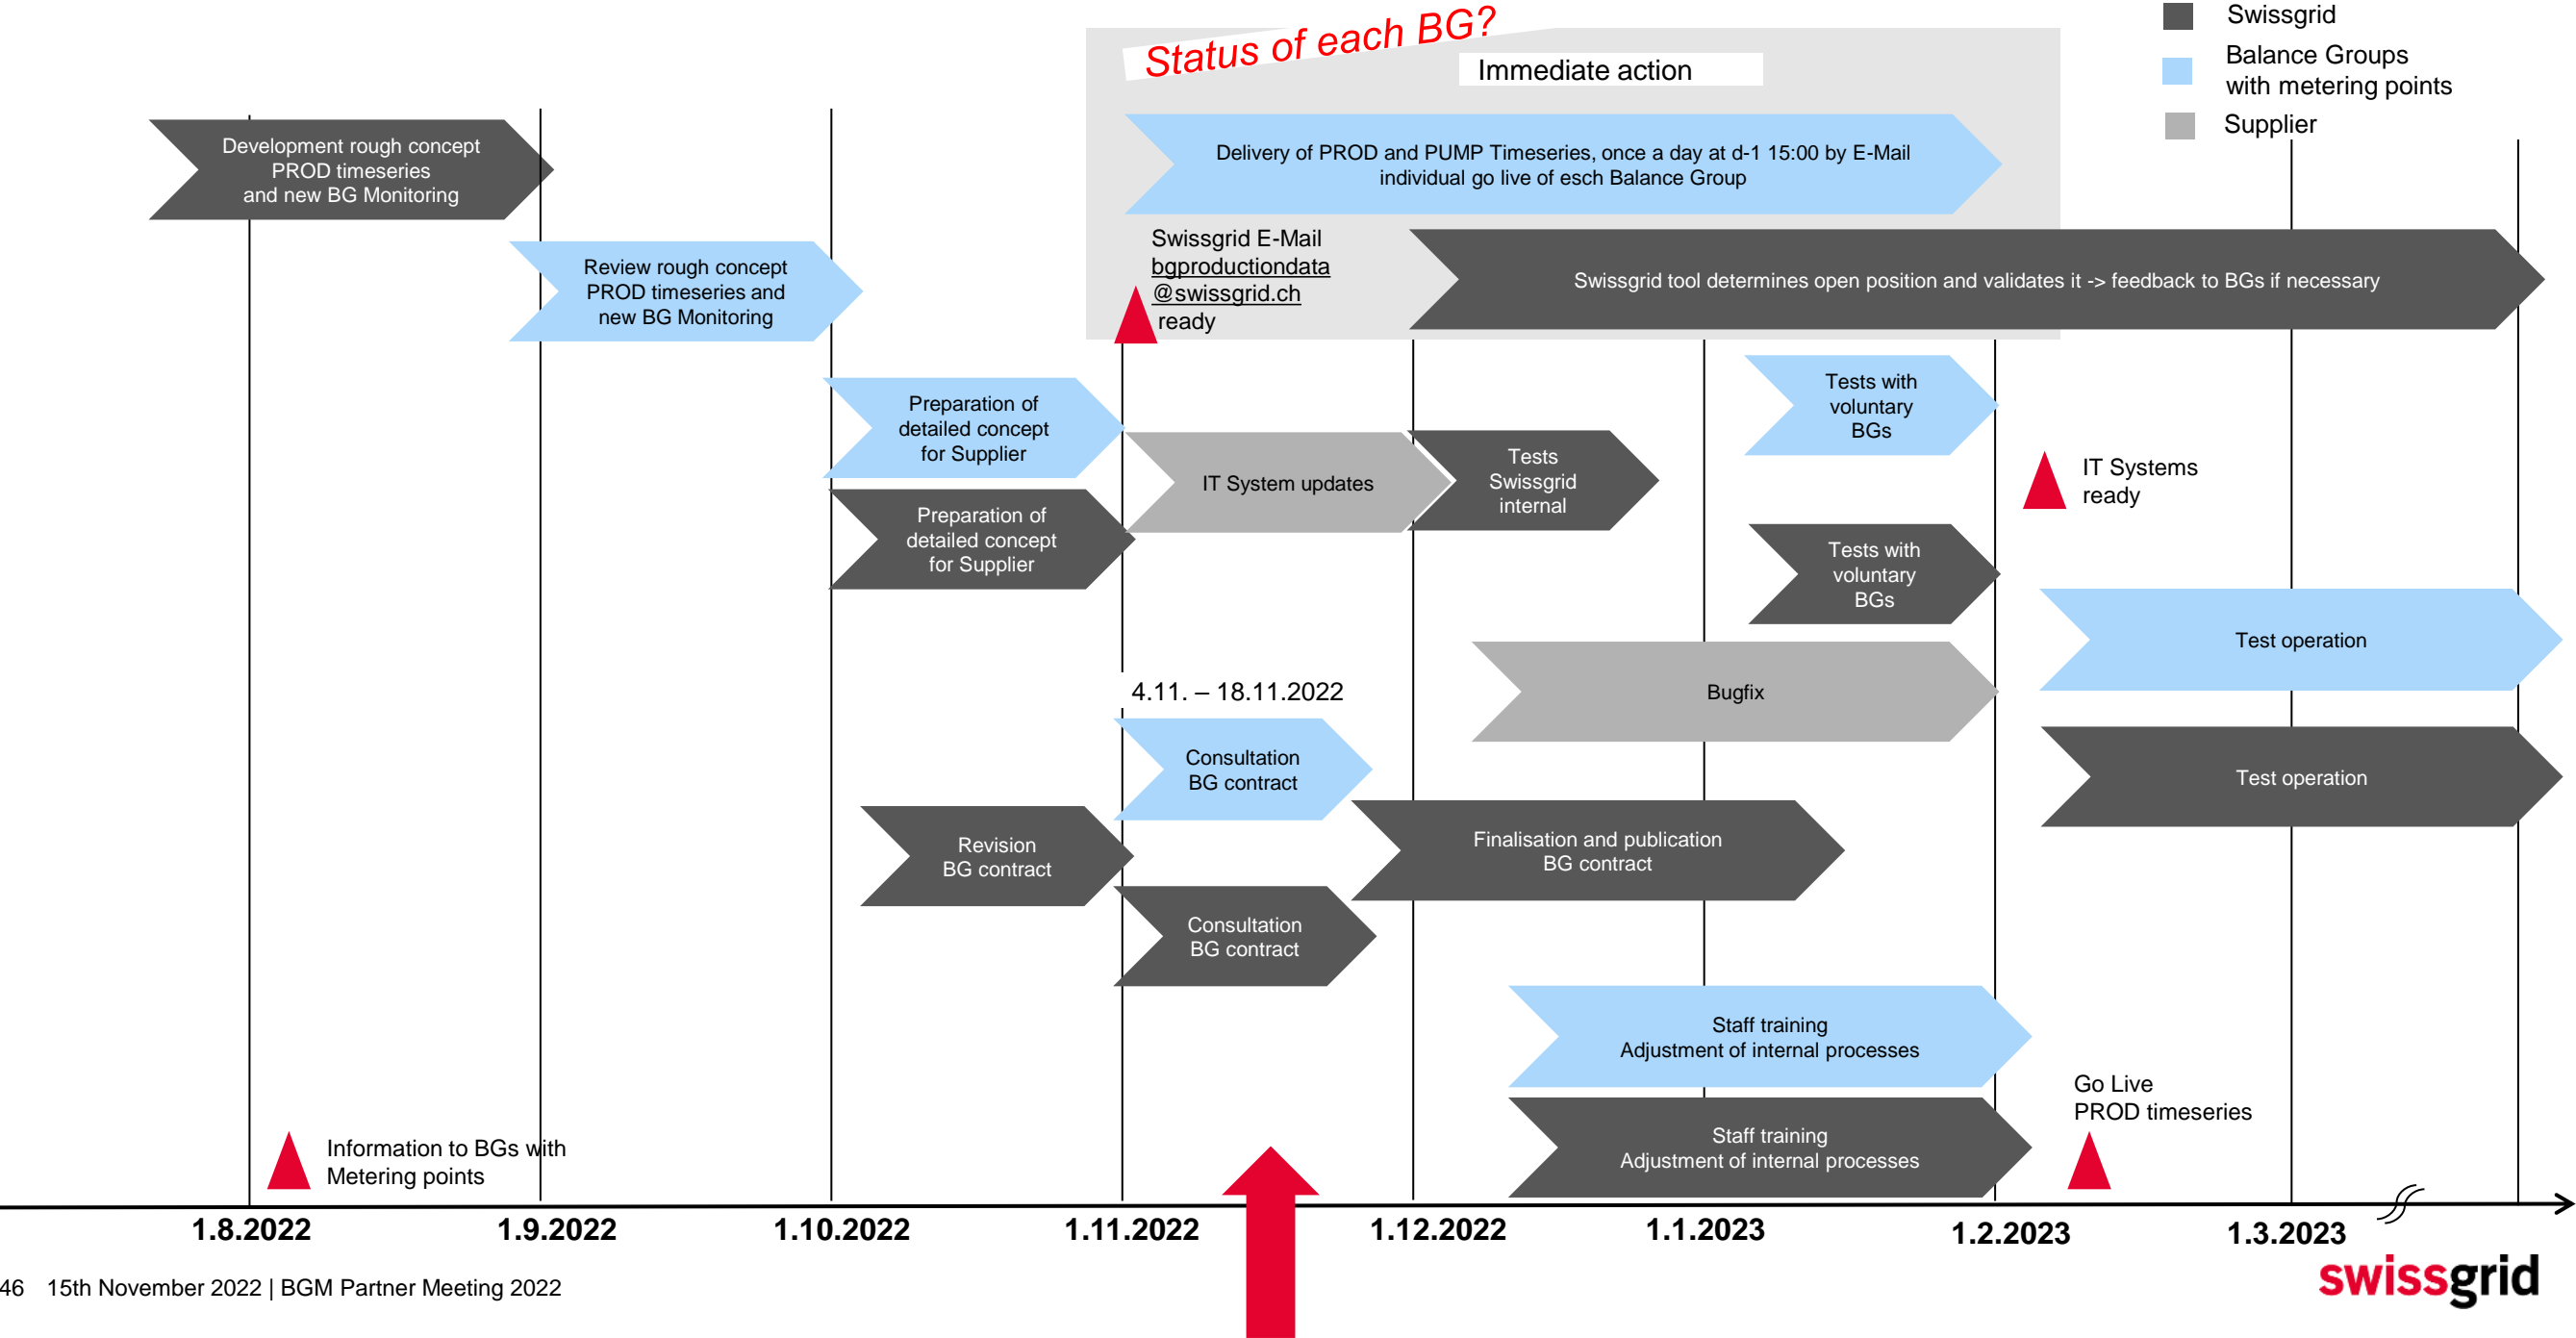 Status of each BG?
Immediate action
Swissgrid
Balance Groups
with metering points
Supplier
Development rough concept
PROD timeseries
and new BG Monitoring
Delivery of PROD and PUMP Timeseries, once a day at d-1 15:00 by E-Mail
individual go live of esch Balance Group
Review rough concept
PROD timeseries and
new BG Monitoring
Swissgrid E-Mail
bgproductiondata
@swissgrid.ch
ready
Swissgrid tool determines open position and validates it -> feedback to BGs if necessary
Preparation of
detailed concept
for Supplier
Tests with
voluntary
BGs
IT System updates
Tests
Swissgrid
internal
IT Systems
ready
Preparation of
detailed concept
for Supplier
Tests with
voluntary
BGs
Test operation
4.11. – 18.11.2022
Bugfix
Consultation
BG contract
Test operation
Revision
BG contract
Finalisation and publication
BG contract
Consultation
BG contract
Staff training
Adjustment of internal processes
Go Live
PROD timeseries
Information to BGs with
Metering points
Staff training
Adjustment of internal processes
1.8.2022
1.9.2022
1.10.2022
1.11.2022
1.12.2022
1.1.2023
1.2.2023
1.3.2023
46 15th November 2022 | BGM Partner Meeting 2022
swissgrid